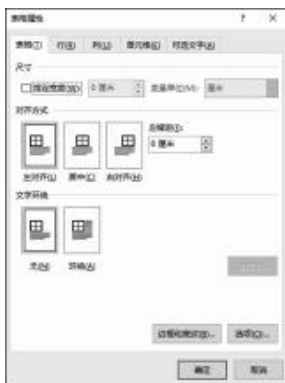 表格属性 ? ×
表格(T) 行(R) 列(U) 单元格(E) 可选文字(A)
尺寸
指定宽度(W): 0 厘米 度量单位(M): 厘米
对齐方式
左缩进(I):
0 厘米
左对齐(L) 居中(C) 右对齐(H)
文字环绕
无(N) 环绕(A)
边框和底纹(B)... 选项(O)...
确定 取消